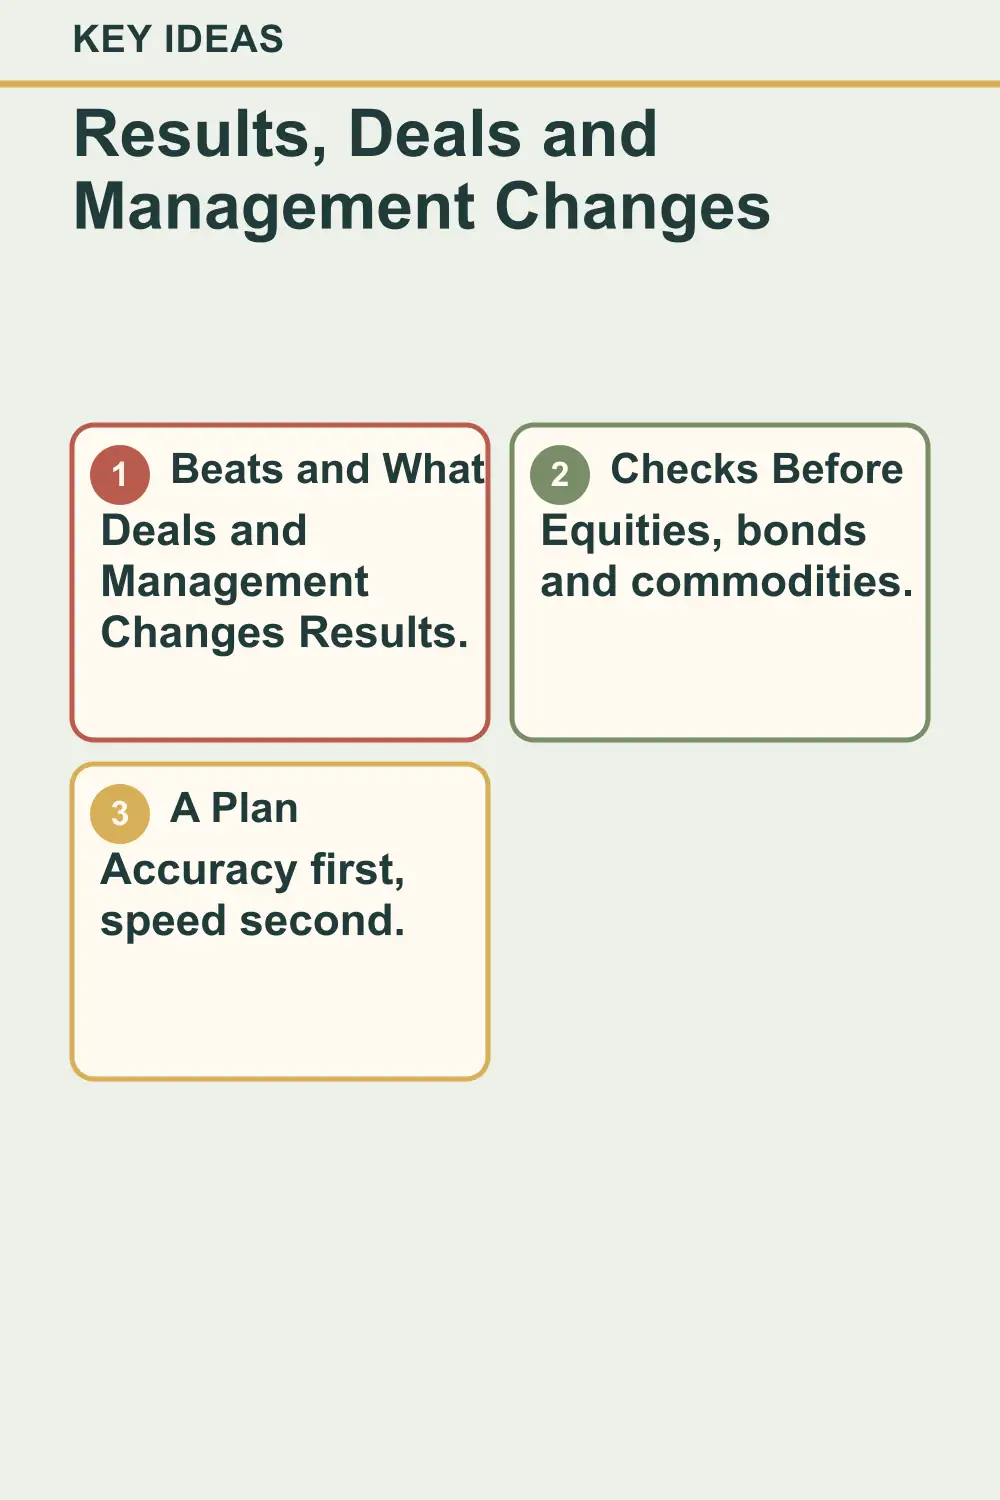 KEY IDEAS
Results, Deals and
Management Changes
1 Beats and What
Deals and
Management
Changes Results.
2 Checks Before
Equities, bonds
and commodities.
3 A Plan
Accuracy first,
speed second.